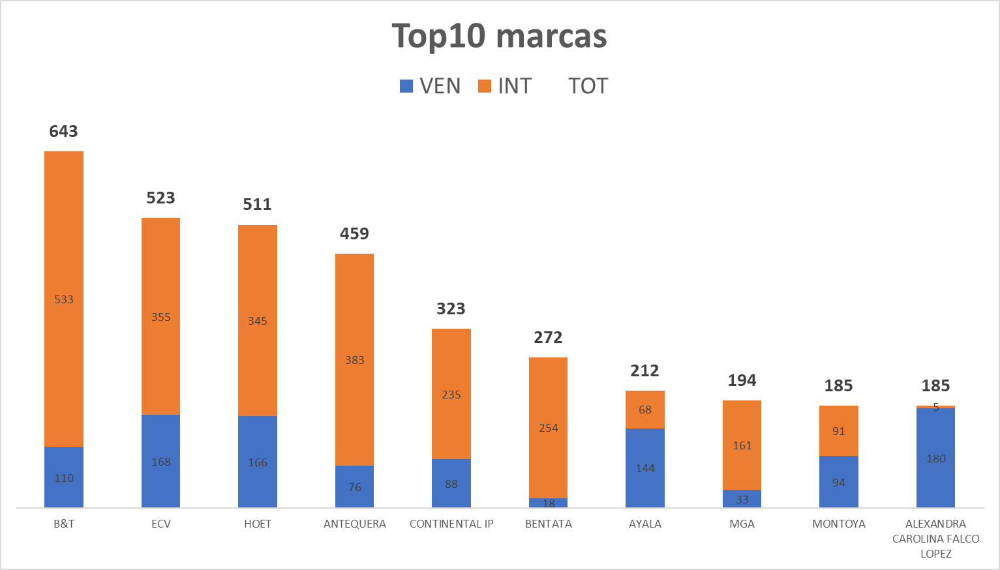 Top10 marcas
VEN INT TOT
643
523
511
459
323
272
212
194
185
185
533
355
345
383
235
254
68
161
91
5
110
168
166
76
88
18
144
33
94
180
B&T
ECV
HOET
ANTEQUERA
CONTINENTAL IP
BENTATA
AYALA
MGA
MONTOYA
ALEXANDRA
CAROLINA FALCO
LOPEZ